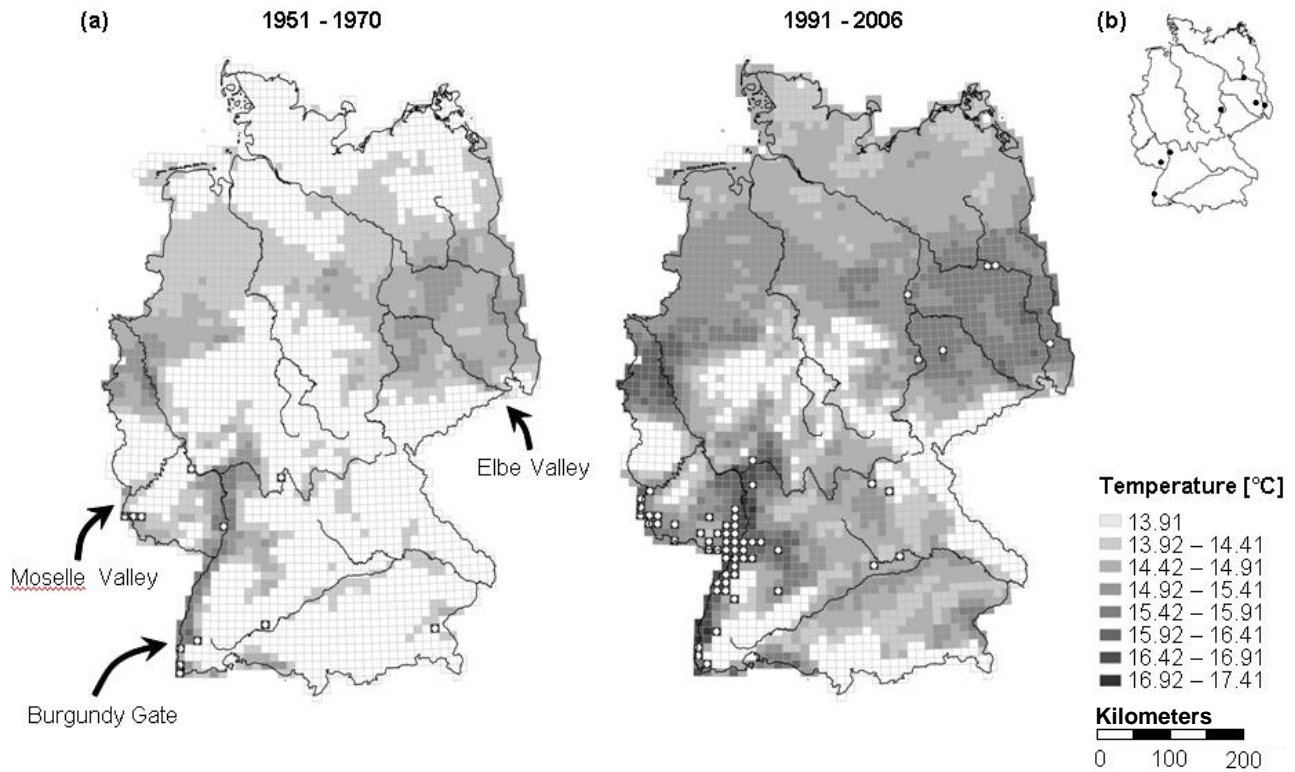 (a)
1951 - 1970
1991 - 2006
(b)
Elbe Valley
Moselle Valley
Burgundy Gate
Temperature [°C]
13.91
13.92 – 14.41
14.42 – 14.91
14.92 – 15.41
15.42 – 15.91
15.92 – 16.41
16.42 – 16.91
16.92 – 17.41
Kilometers
0 100 200